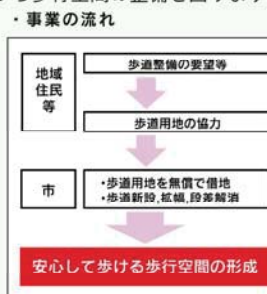 ・事業の流れ
地域
住民
等
歩道整備の要望等
歩道用地の協力
市
・歩道用地を無償で借地
・歩道新設,拡幅,段差解消
安心して歩ける歩行空間の形成